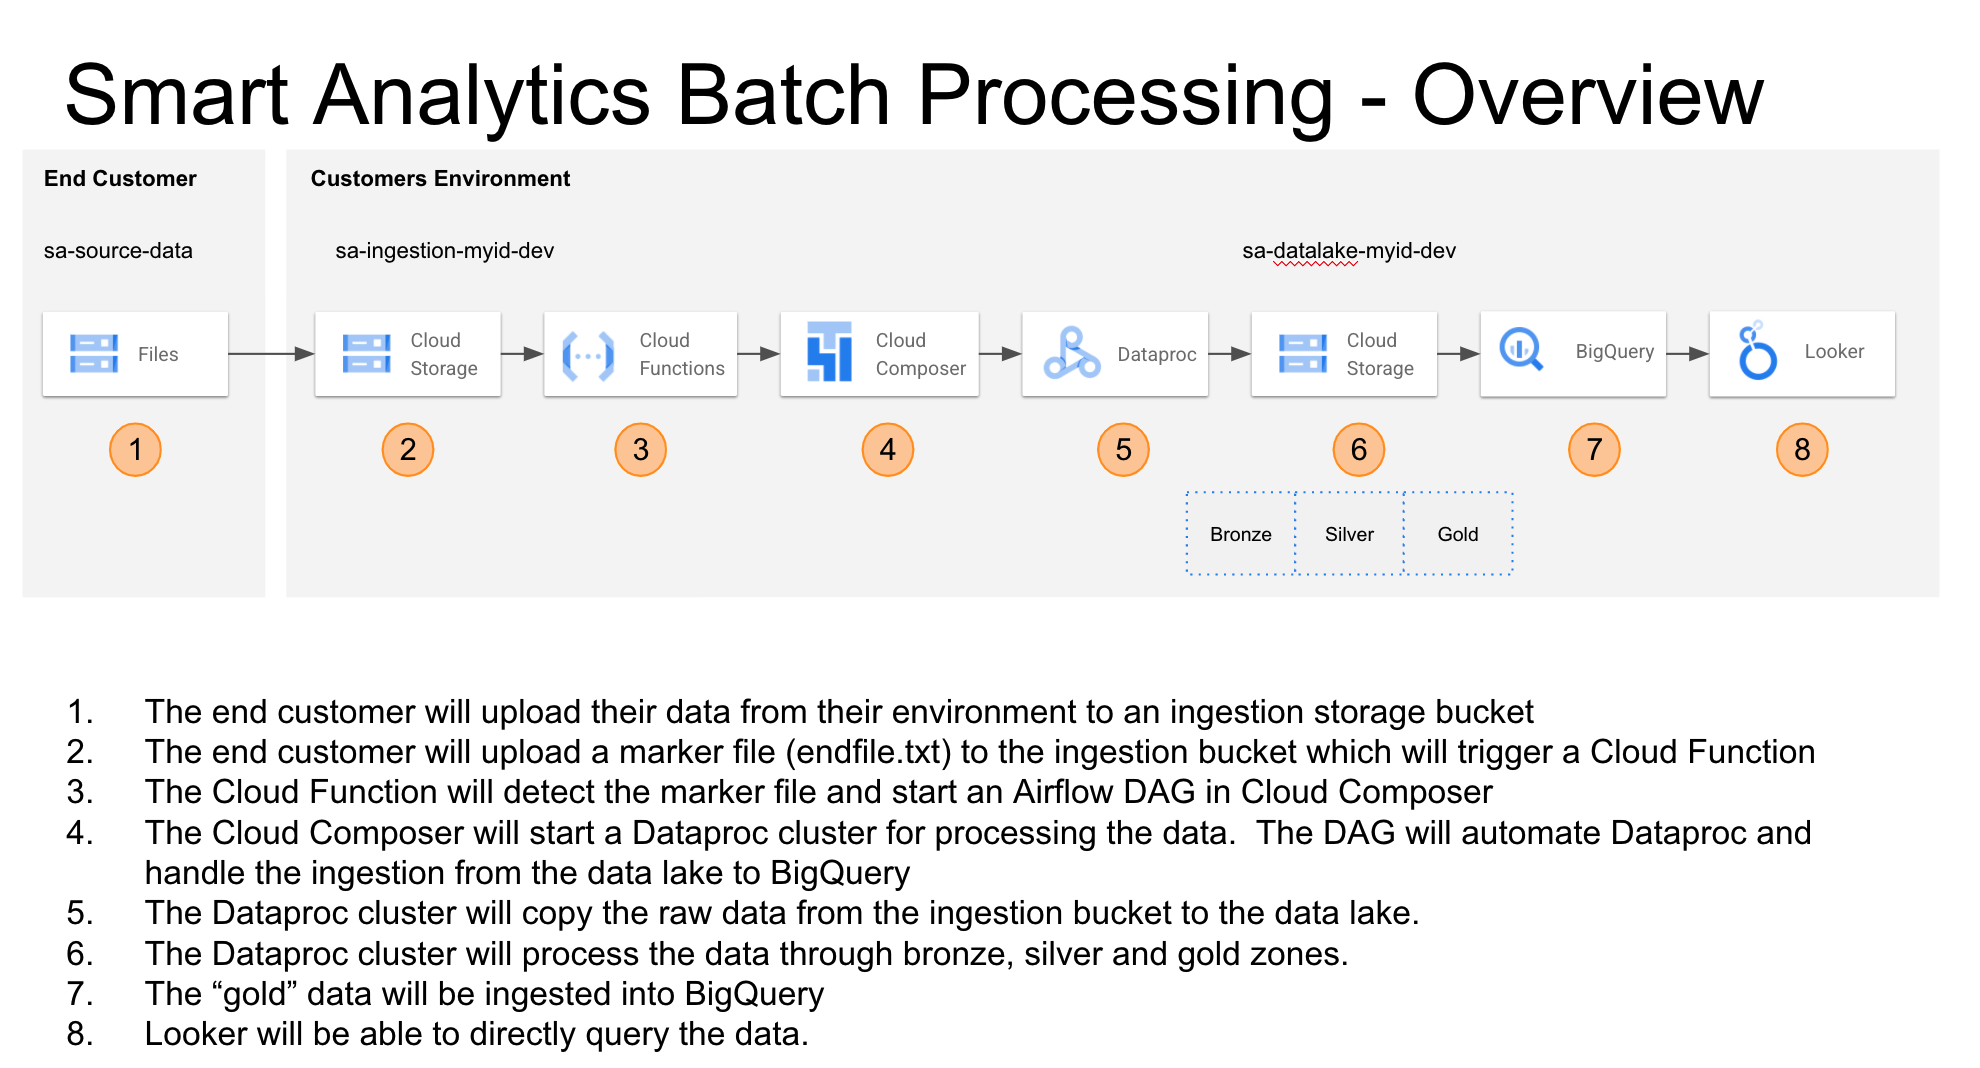 Smart Analytics Batch Processing - Overview
End Customer
Customers Environment
sa-source-data
sa-ingestion-myid-dev
sa-datalake-myid-dev
Files
Cloud
Storage
Cloud
Functions
Cloud
Composer
Dataproc
Cloud
Storage
BigQuery
Looker
1
2
3
4
5
6
7
8
Bronze
Silver
Gold
1. The end customer will upload their data from their environment to an ingestion storage bucket
2. The end customer will upload a marker file (endfile.txt) to the ingestion bucket which will trigger a Cloud Function
3. The Cloud Function will detect the marker file and start an Airflow DAG in Cloud Composer
4. The Cloud Composer will start a Dataproc cluster for processing the data.  The DAG will automate Dataproc and
handle the ingestion from the data lake to BigQuery
5. The Dataproc cluster will copy the raw data from the ingestion bucket to the data lake.
6. The Dataproc cluster will process the data through bronze, silver and gold zones.
7. The “gold” data will be ingested into BigQuery
8. Looker will be able to directly query the data.